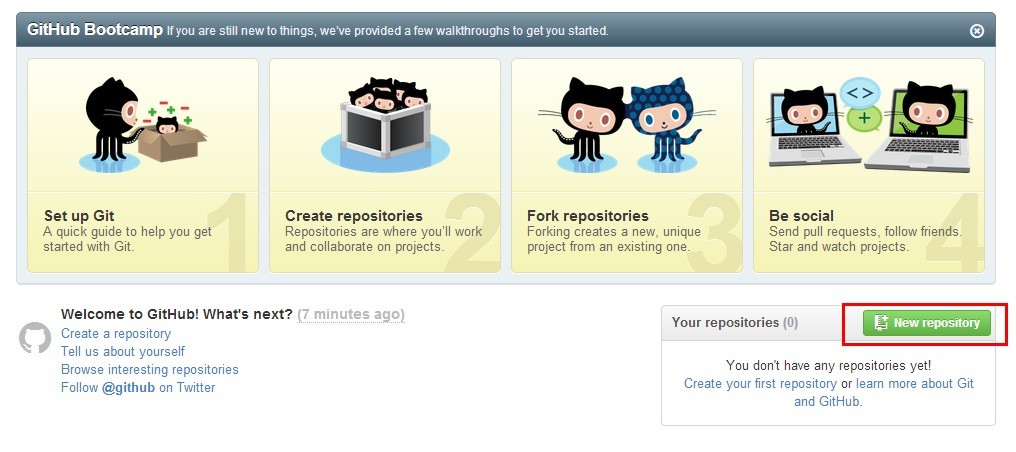 GitHub Bootcamp If you are still new to things, we've provided a few walkthroughs to get you started.
1
Set up Git
A quick guide to help you get
started with Git.
2
Create repositories
Repositories are where you'll work
and collaborate on projects.
3
Fork repositories
Forking creates a new, unique
project from an existing one.
4
Be social
Send pull requests, follow friends.
Star and watch projects.
Welcome to GitHub! What's next? (7 minutes ago)
Create a repository
Tell us about yourself
Browse interesting repositories
Follow @github on Twitter
Your repositories (0)
New repository
You don't have any repositories yet!
Create your first repository or learn more about Git
and GitHub.